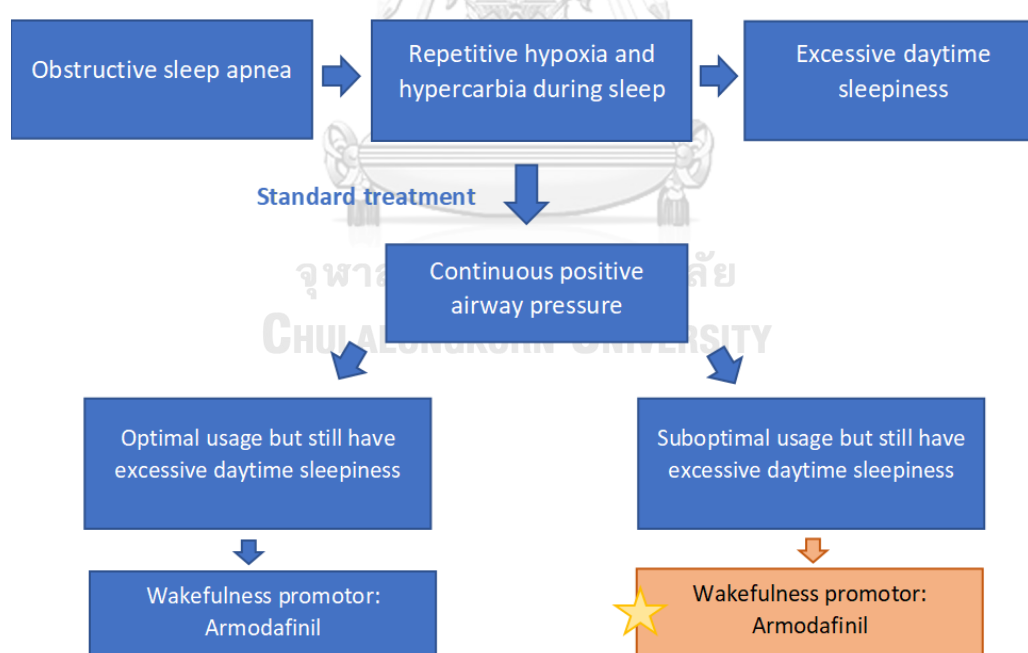 Obstructive sleep apnea
Repetitive hypoxia and
hypercarbia during sleep
Excessive daytime
sleepiness
Standard treatment
Continuous positive
airway pressure
Optimal usage but still have
excessive daytime sleepiness
Suboptimal usage but still have
excessive daytime sleepiness
Wakefulness promotor:
Armodafinil
Wakefulness promotor:
Armodafinil
UNIVERSITY